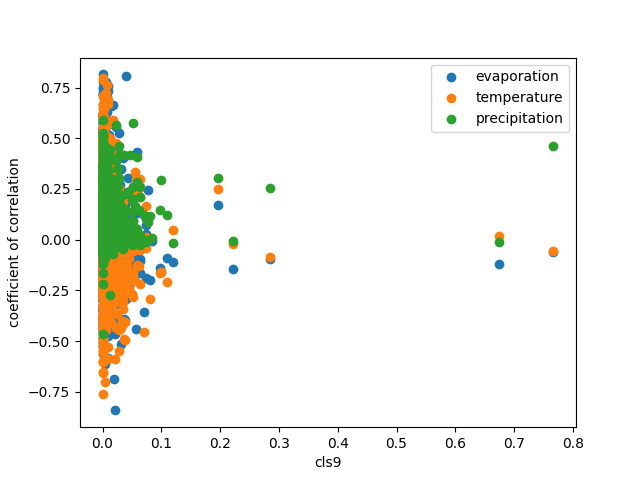 evaporation
temperature
precipitation
0.75
0.50
0.25
0.00
−0.25
−0.50
−0.75
coefficient of correlation
0.0 0.1 0.2 0.3 0.4 0.5 0.6 0.7 0.8
cls9